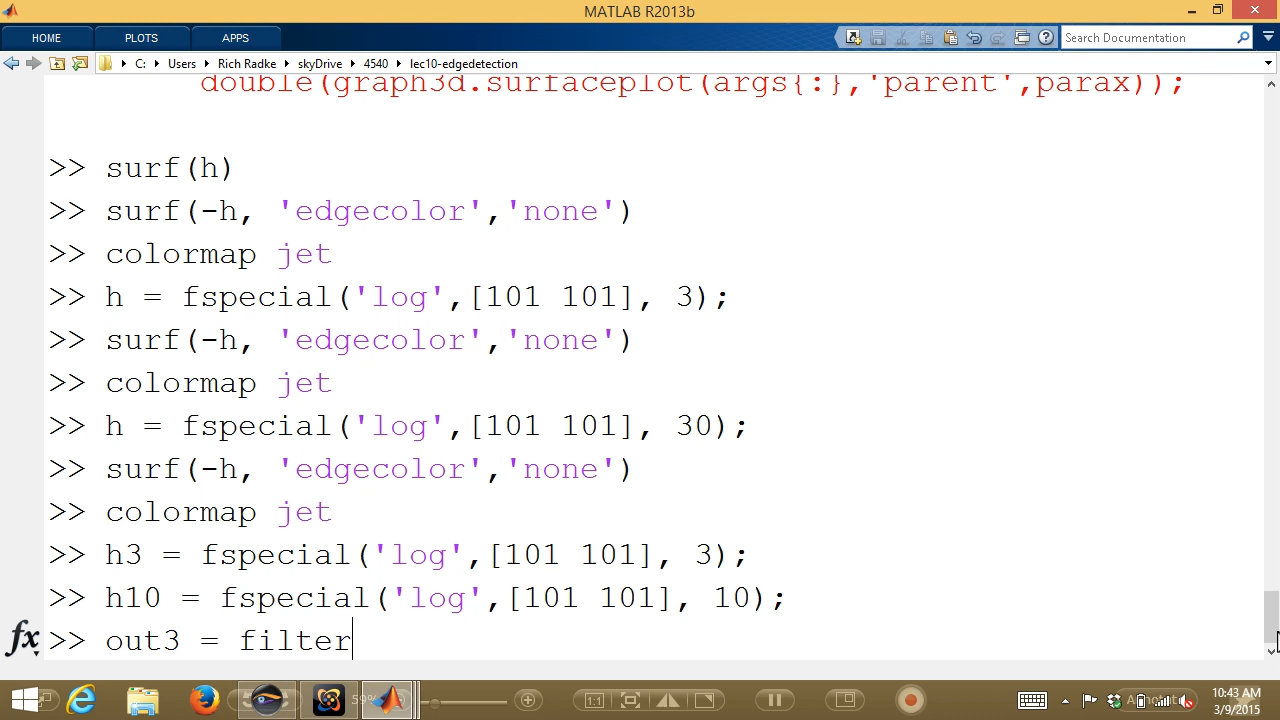 MATLAB R2013b
HOME PLOTS APPS Search Documentation
C: Users Rich Radke skyDrive 4540 lec10-edgedetection
double(graph3d.surfaceplot(args{:},'parent',parax));
>> surf(h)
>> surf(-h, 'edgecolor','none')
>> colormap jet
>> h = fspecial('log',[101 101], 3);
>> surf(-h, 'edgecolor','none')
>> colormap jet
>> h = fspecial('log',[101 101], 30);
>> surf(-h, 'edgecolor','none')
>> colormap jet
>> h3 = fspecial('log',[101 101], 3);
>> h10 = fspecial('log',[101 101], 10);
fx >> out3 = filter
59% 1:1 10:43 AM
3/9/2015